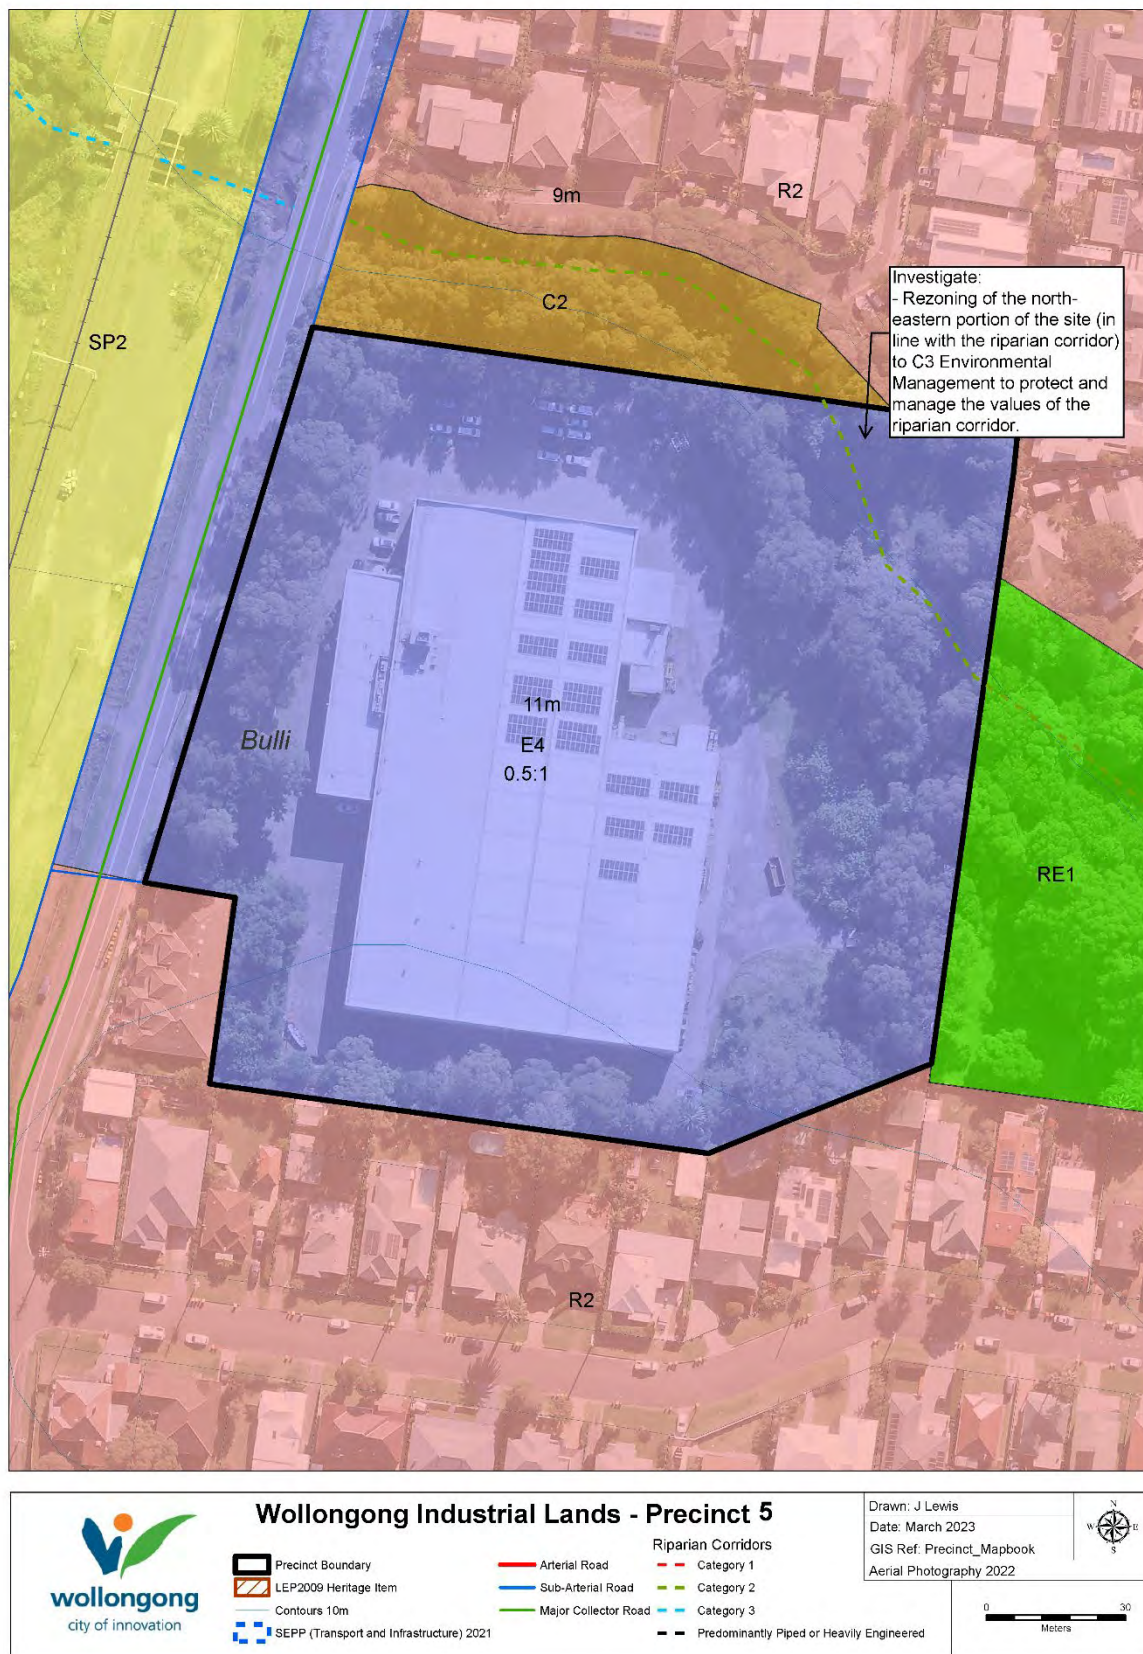 9m
R2
Investigate:
- Rezoning of the north-
eastern portion of the site (in
line with the riparian corridor)
to C3 Environmental
Management to protect and
manage the values of the
riparian corridor.
C2
SP2
11m
Bulli
E4
0.5:1
RE1
R2
Wollongong Industrial Lands - Precinct 5
wollongong
city of innovation
Precinct Boundary
LEP2009 Heritage Item
Contours 10m
SEPP (Transport and Infrastructure) 2021
Arterial Road
Sub-Arterial Road
Major Collector Road
Riparian Corridors
Category 1
Category 2
Category 3
Predominantly Piped or Heavily Engineered
Drawn: J Lewis
Date: March 2023
GIS Ref: Precinct_Mapbook
Aerial Photography 2022
N
W
E
S
0 30
Meters